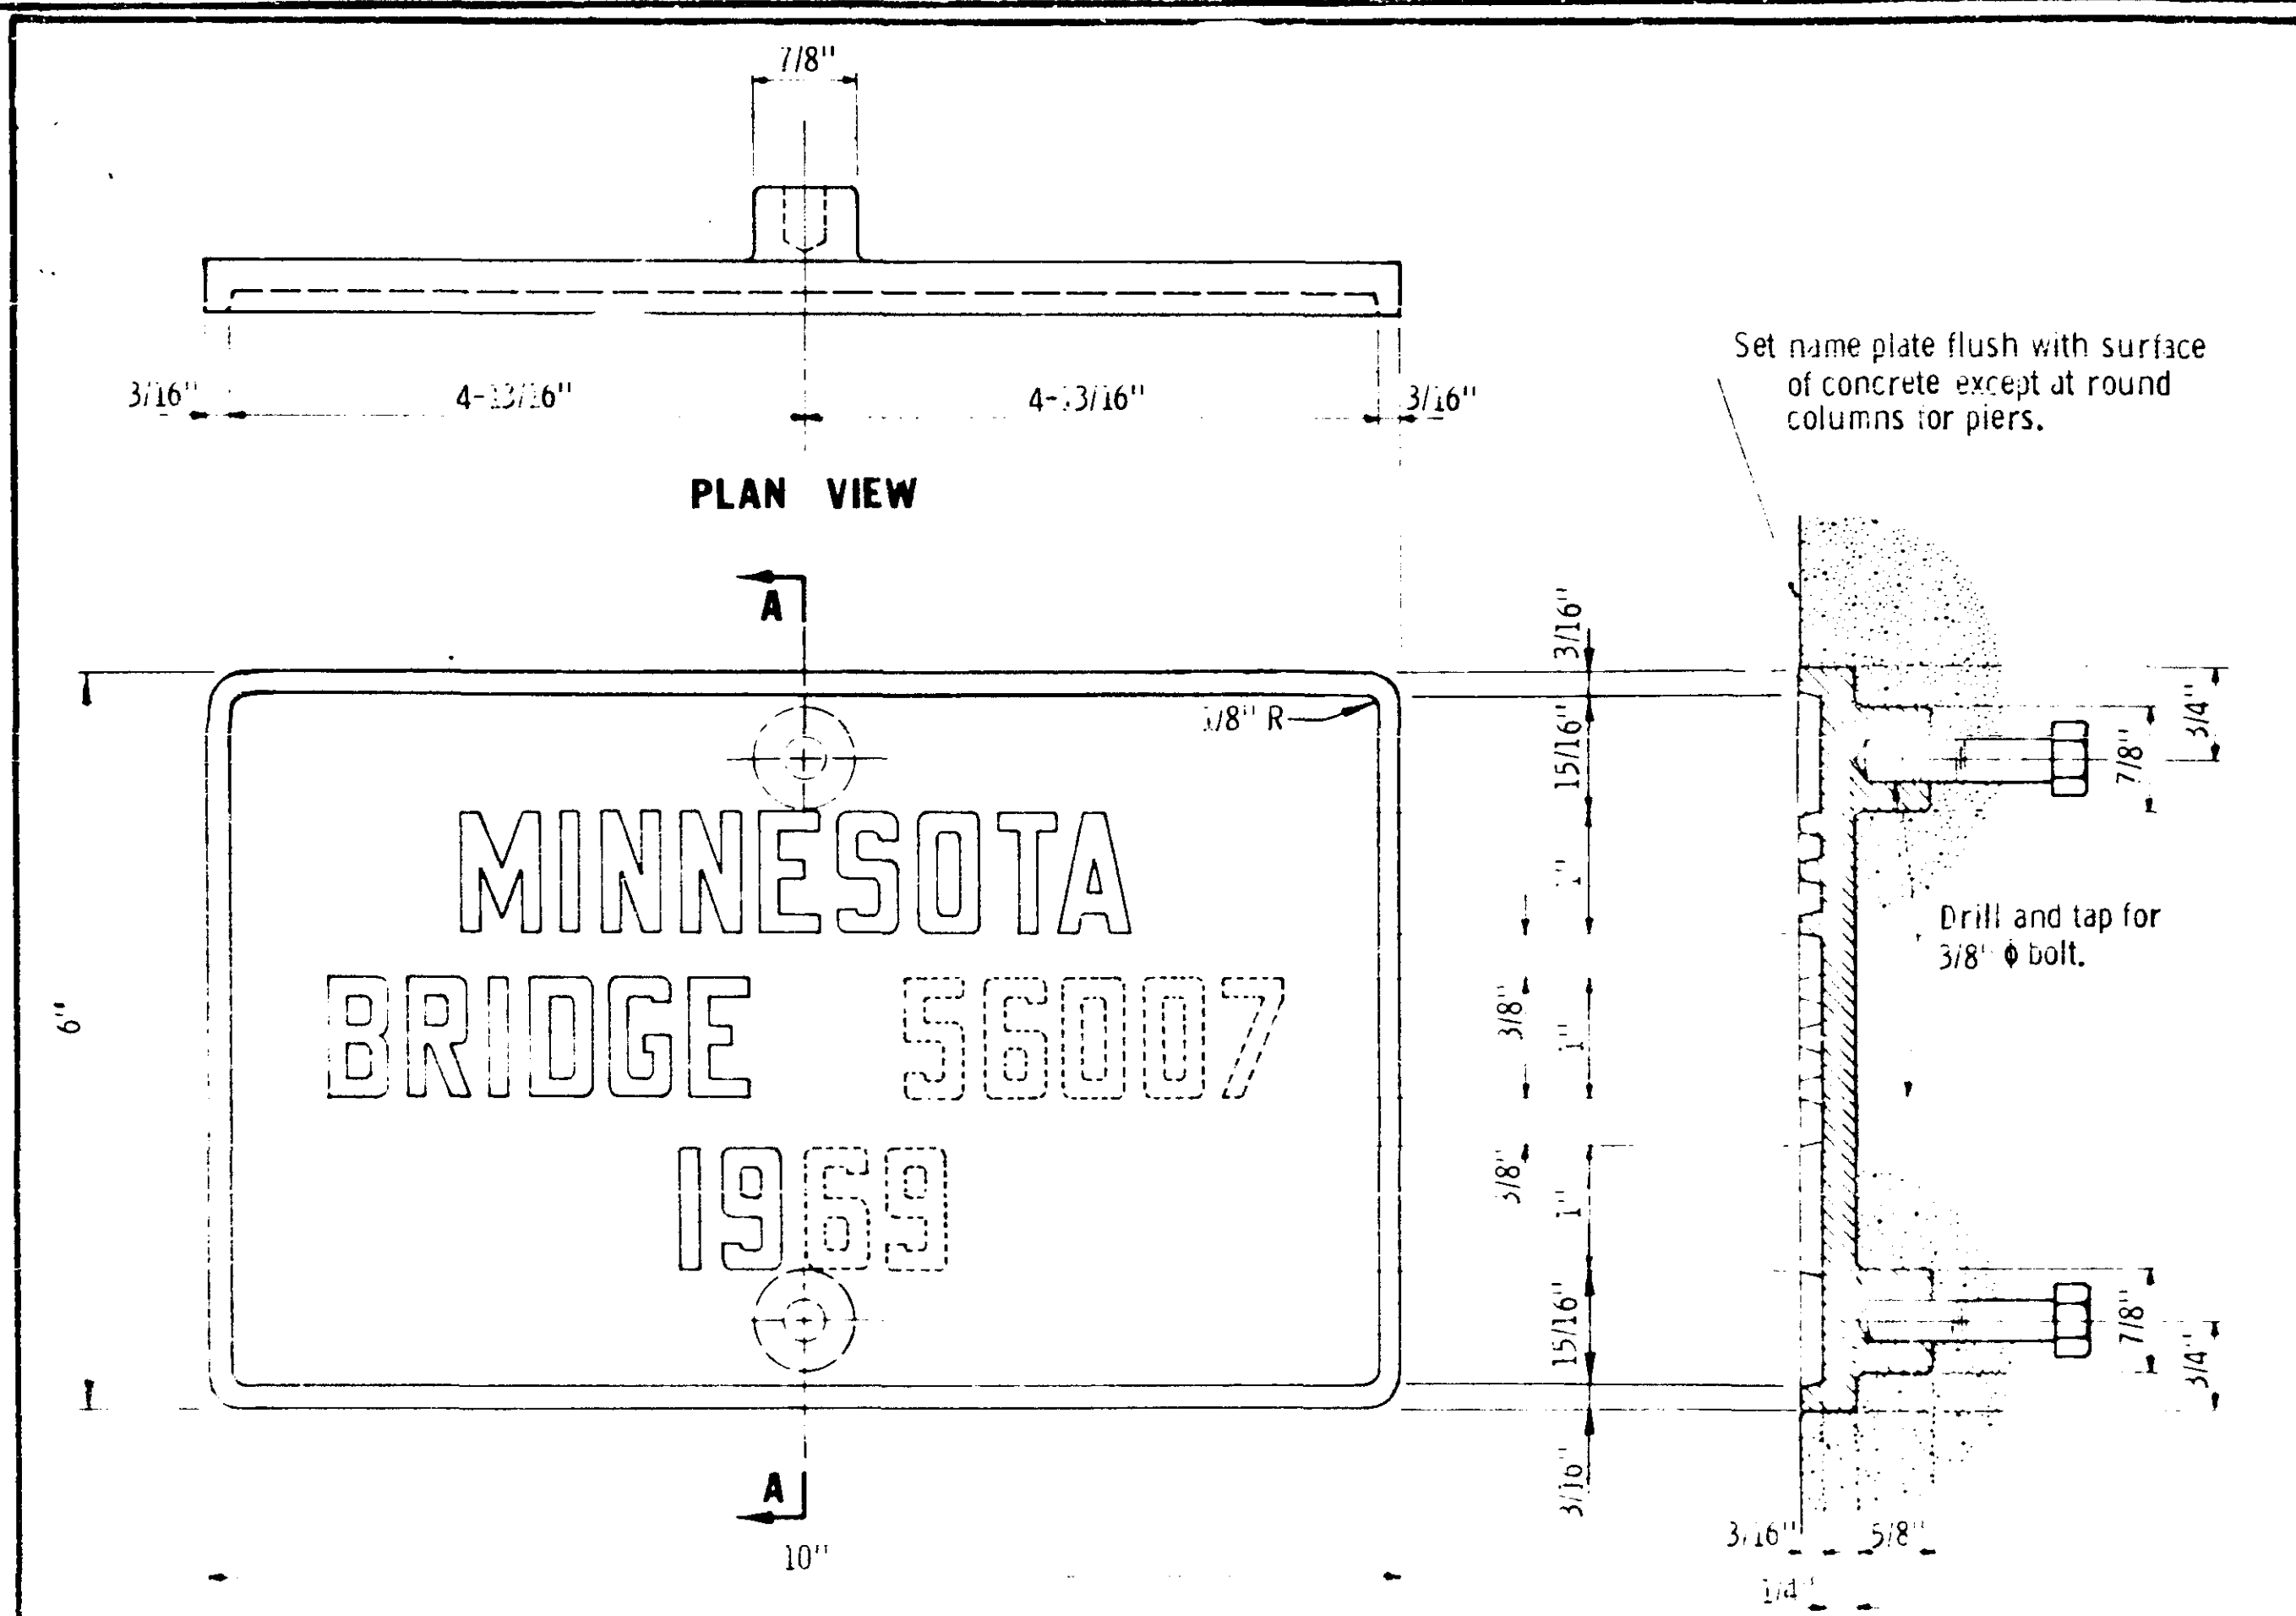 7/8"
3/16" 4-13/16" 4-13/16" 3/16"
Set name plate flush with surface
of concrete except at round
columns for piers.
PLAN VIEW
A
3/16"
1/8" R
15/16"
3/4"
7/8"
MINNESOTA
1"
Drill and tap for
3/8" ϕ bolt.
6"
BRIDGE 56007
3/8"
1"
1969
3/8"
1"
15/16"
7/8"
3/4"
A
3/16"
10"
3/16" 5/8"
1/4"